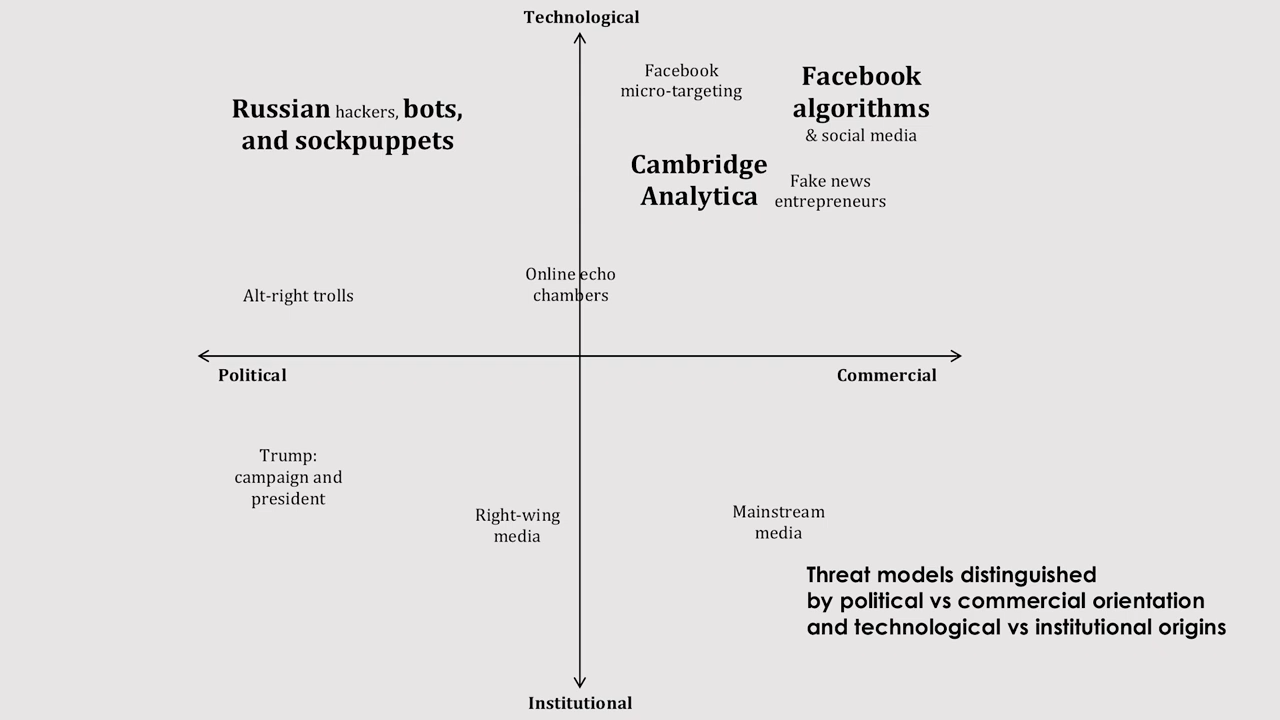 Technological
Facebook
micro-targeting
Facebook
algorithms
& social media
Russian hackers, bots,
and sockpuppets
Cambridge
Analytica
Fake news
entrepreneurs
Online echo
chambers
Alt-right trolls
Political
Commercial
Trump:
campaign and
president
Right-wing
media
Mainstream
media
Threat models distinguished
by political vs commercial orientation
and technological vs institutional origins
Institutional